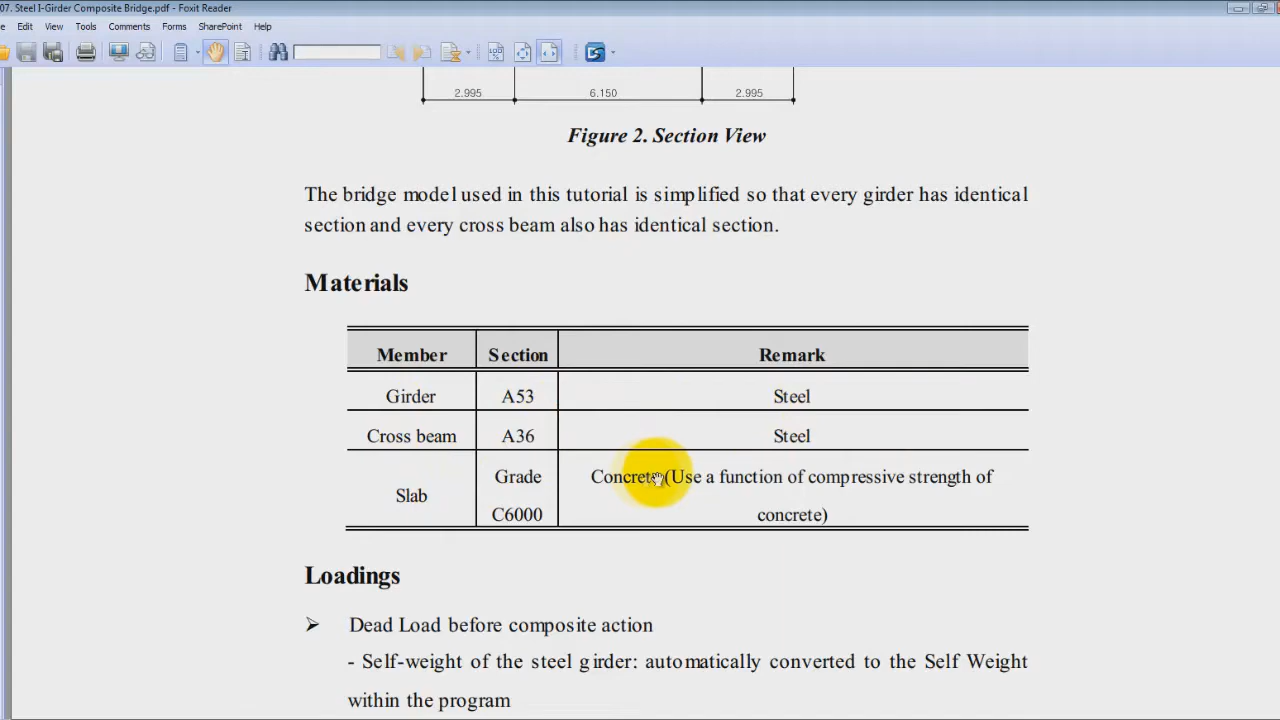 07. Steel I-Girder Composite Bridge.pdf - Foxit Reader
Edit View Tools Comments Forms SharePoint Help
2.995 6.150 2.995
Figure 2. Section View
The bridge model used in this tutorial is simplified so that every girder has identical
section and every cross beam also has identical section.
Materials
Member Section Remark
Girder A53 Steel
Cross beam A36 Steel
Slab Grade C6000 Concrete (Use a function of compressive strength of
concrete)
Loadings
➢ Dead Load before composite action
- Self-weight of the steel girder: automatically converted to the Self Weight
within the program